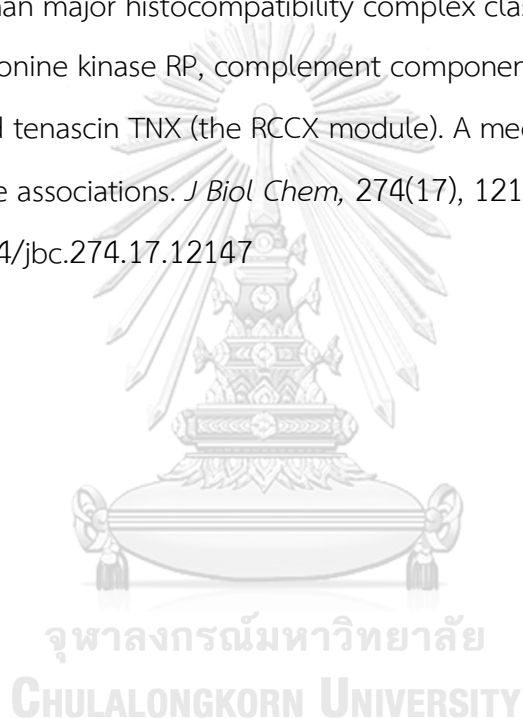 an major histocompatibility complex clas
onine kinase RP, complement component
d tenascin TNX (the RCCX module). A me
e associations. J Biol Chem, 274(17), 121
4/jbc.274.17.12147
จุฬาลงกรณ์มหาวิทยาลัย
CHULALONGKORN UNIVERSITY